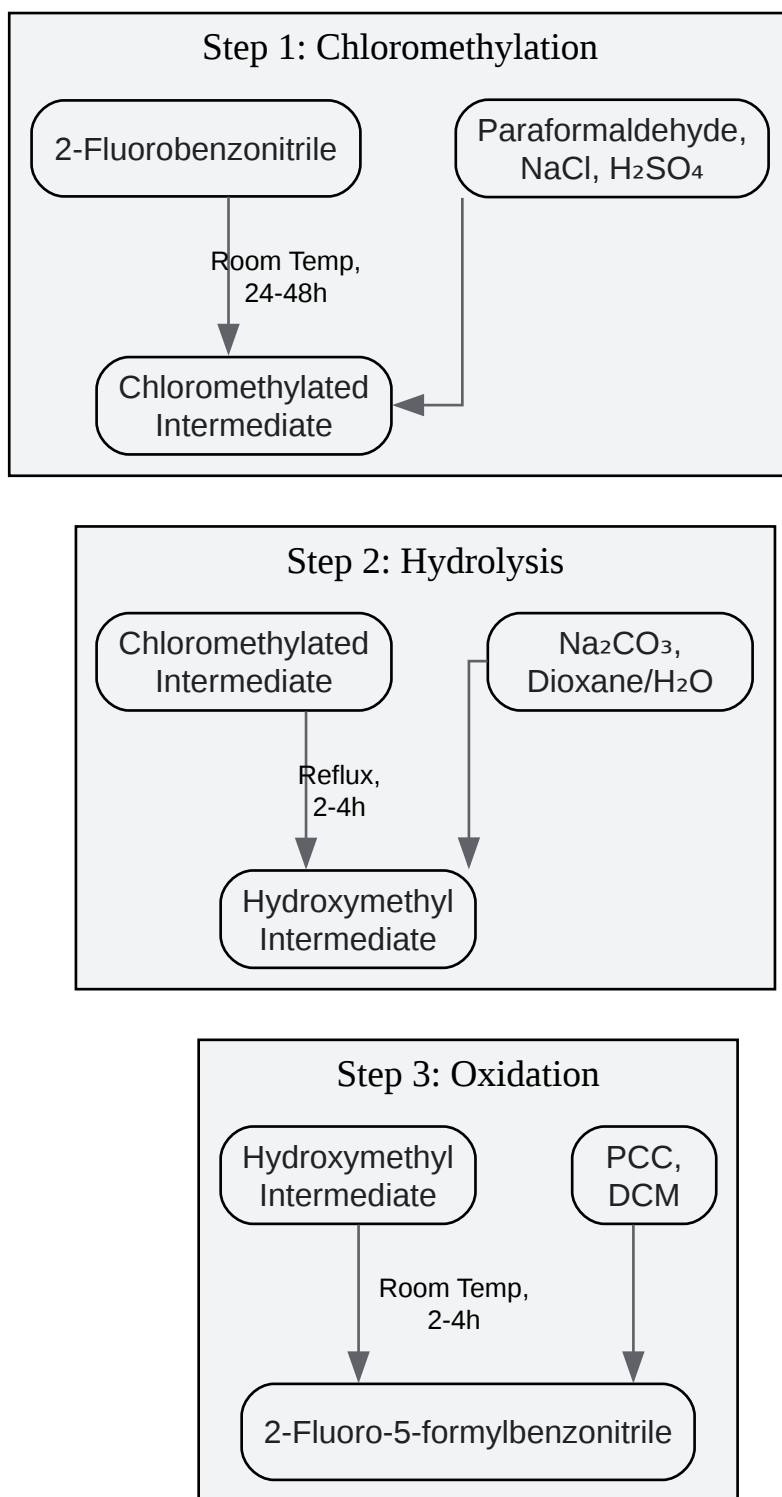 Step 1: Chloromethylation
2-Fluorobenzonitrile
Paraformaldehyde,
NaCl, H₂SO₄
Room Temp,
24-48h
Chloromethylated
Intermediate
Step 2: Hydrolysis
Chloromethylated
Intermediate
Na₂CO₃,
Dioxane/H₂O
Reflux,
2-4h
Hydroxymethyl
Intermediate
Step 3: Oxidation
Hydroxymethyl
Intermediate
PCC,
DCM
Room Temp,
2-4h
2-Fluoro-5-formylbenzonitrile